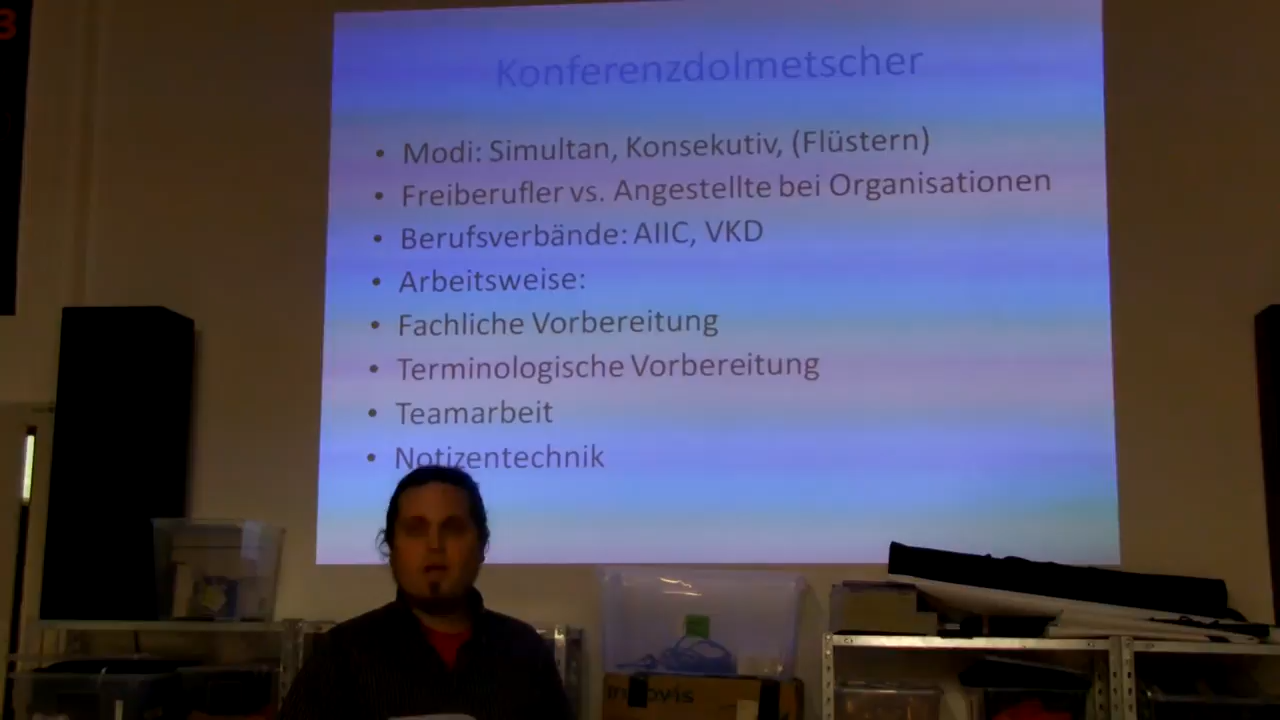 3
Konferenzdolmetscher
• Modi: Simultan, Konsekutiv, (Flüstern)
• Freiberufler vs. Angestellte bei Organisationen
• Berufsverbände: AIIC, VKD
• Arbeitsweise:
• Fachliche Vorbereitung
• Terminologische Vorbereitung
• Teamarbeit
• Notizentechnik